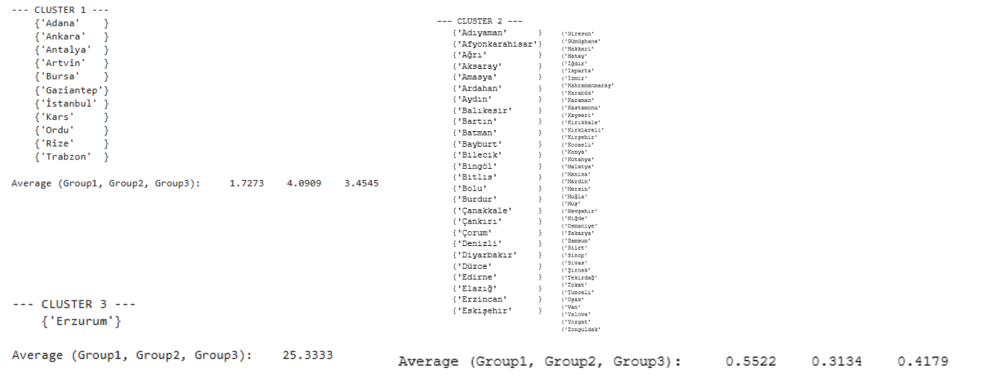 --- CLUSTER 1 ---
{'Adana' }
{'Ankara' }
{'Antalya' }
{'Artvin' }
{'Bursa' }
{'Gaziantep'}
{'İstanbul' }
{'Kars' }
{'Ordu' }
{'Rize' }
{'Trabzon' }
Average (Group1, Group2, Group3): 1.7273 4.0909 3.4545
--- CLUSTER 2 ---
{'Adıyaman' }
{'Afyonkarahisar'}
{'Ağrı' }
{'Aksaray' }
{'Amasya' }
{'Ardahan' }
{'Aydın' }
{'Balıkesir' }
{'Bartın' }
{'Batman' }
{'Bayburt' }
{'Bilecik' }
{'Bingöl' }
{'Bitlis' }
{'Bolu' }
{'Burdur' }
{'Çanakkale' }
{'Çankırı' }
{'Çorum' }
{'Denizli' }
{'Diyarbakır' }
{'Düzce' }
{'Edirne' }
{'Elazığ' }
{'Erzincan' }
{'Eskişehir' }
{'Giresun'
{'Gümüşhane'
{'Hakkari'
{'Hatay'
{'Iğdır'
{'Isparta'
{'İzmir'
{'Kahramanmaraş'
{'Karabük'
{'Karaman'
{'Kastamonu'
{'Kayseri'
{'Kırıkkale'
{'Kırklareli'
{'Kırşehir'
{'Kocaeli'
{'Konya'
{'Kütahya'
{'Malatya'
{'Manisa'
{'Mardin'
{'Mersin'
{'Muğla'
{'Muş'
{'Nevşehir'
{'Niğde'
{'Osmaniye'
{'Sakarya'
{'Samsun'
{'Siirt'
{'Sinop'
{'Sivas'
{'Şırnak'
{'Tekirdağ'
{'Tokat'
{'Tunceli'
{'Uşak'
{'Van'
{'Yalova'
{'Yozgat'
{'Zonguldak'
Average (Group1, Group2, Group3): 0.5522 0.3134 0.4179
--- CLUSTER 3 ---
{'Erzurum'}
Average (Group1, Group2, Group3): 25.3333